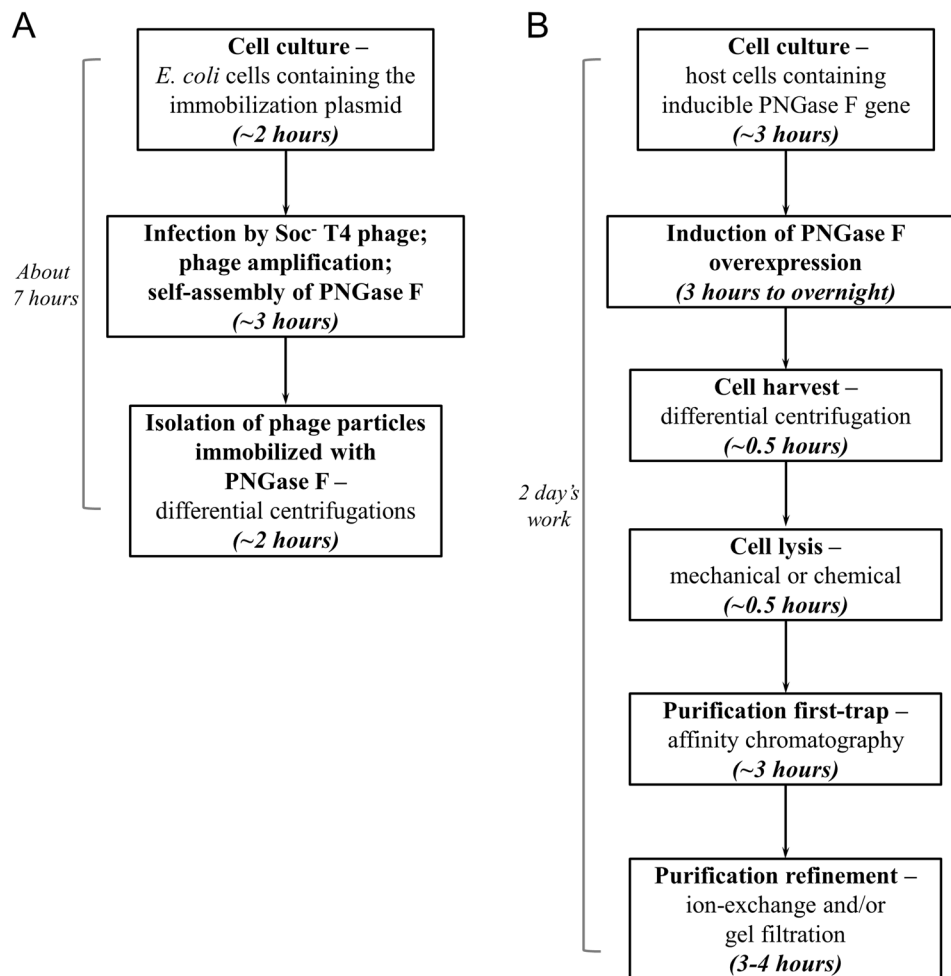 A
Cell culture –
E. coli cells containing the
immobilization plasmid
(~2 hours)
Infection by Soc⁻ T4 phage;
phage amplification;
self-assembly of PNGase F
(~3 hours)
Isolation of phage particles
immobilized with
PNGase F –
differential centrifugations
(~2 hours)
About
7 hours
B
Cell culture –
host cells containing
inducible PNGase F gene
(~3 hours)
Induction of PNGase F
overexpression
(3 hours to overnight)
Cell harvest –
differential centrifugation
(~0.5 hours)
Cell lysis –
mechanical or chemical
(~0.5 hours)
Purification first-trap –
affinity chromatography
(~3 hours)
Purification refinement –
ion-exchange and/or
gel filtration
(3-4 hours)
2 day's
work